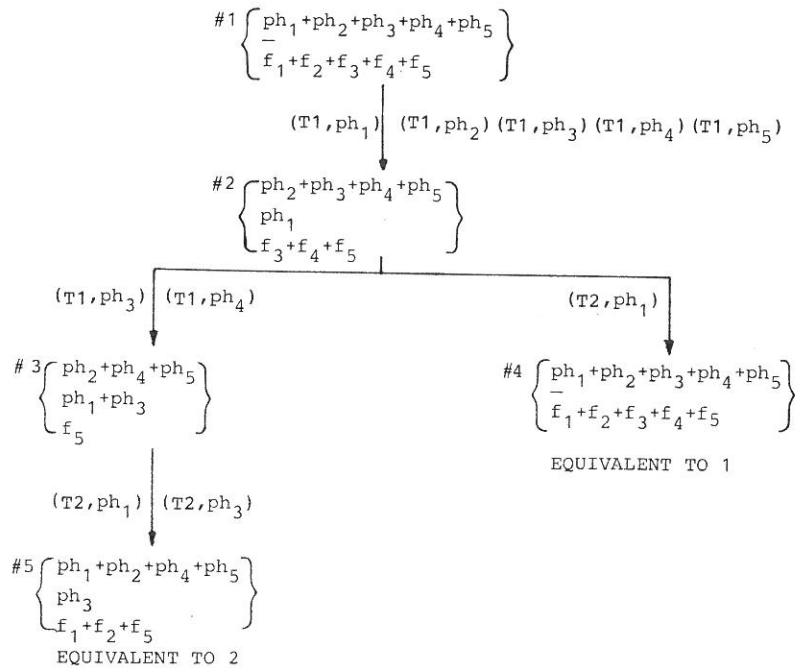 #1 ph₁+ph₂+ph₃+ph₄+ph₅
–
f₁+f₂+f₃+f₄+f₅
(T1,ph₁) (T1,ph₂) (T1,ph₃) (T1,ph₄) (T1,ph₅)
#2 ph₂+ph₃+ph₄+ph₅
ph₁
f₃+f₄+f₅
(T1,ph₃) (T1,ph₄)
(T2,ph₁)
#3 ph₂+ph₄+ph₅
ph₁+ph₃
f₅
#4 ph₁+ph₂+ph₃+ph₄+ph₅
–
f₁+f₂+f₃+f₄+f₅
EQUIVALENT TO 1
(T2,ph₁) (T2,ph₃)
#5 ph₁+ph₂+ph₄+ph₅
ph₃
f₁+f₂+f₅
EQUIVALENT TO 2